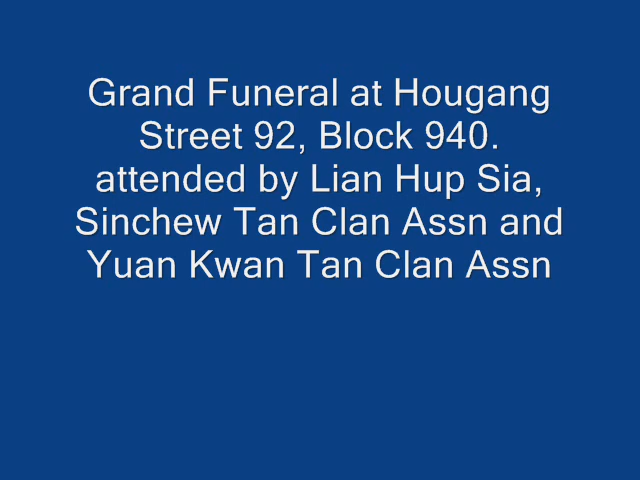 Grand Funeral at Hougang
Street 92, Block 940.
attended by Lian Hup Sia,
Sinchew Tan Clan Assn and
Yuan Kwan Tan Clan Assn